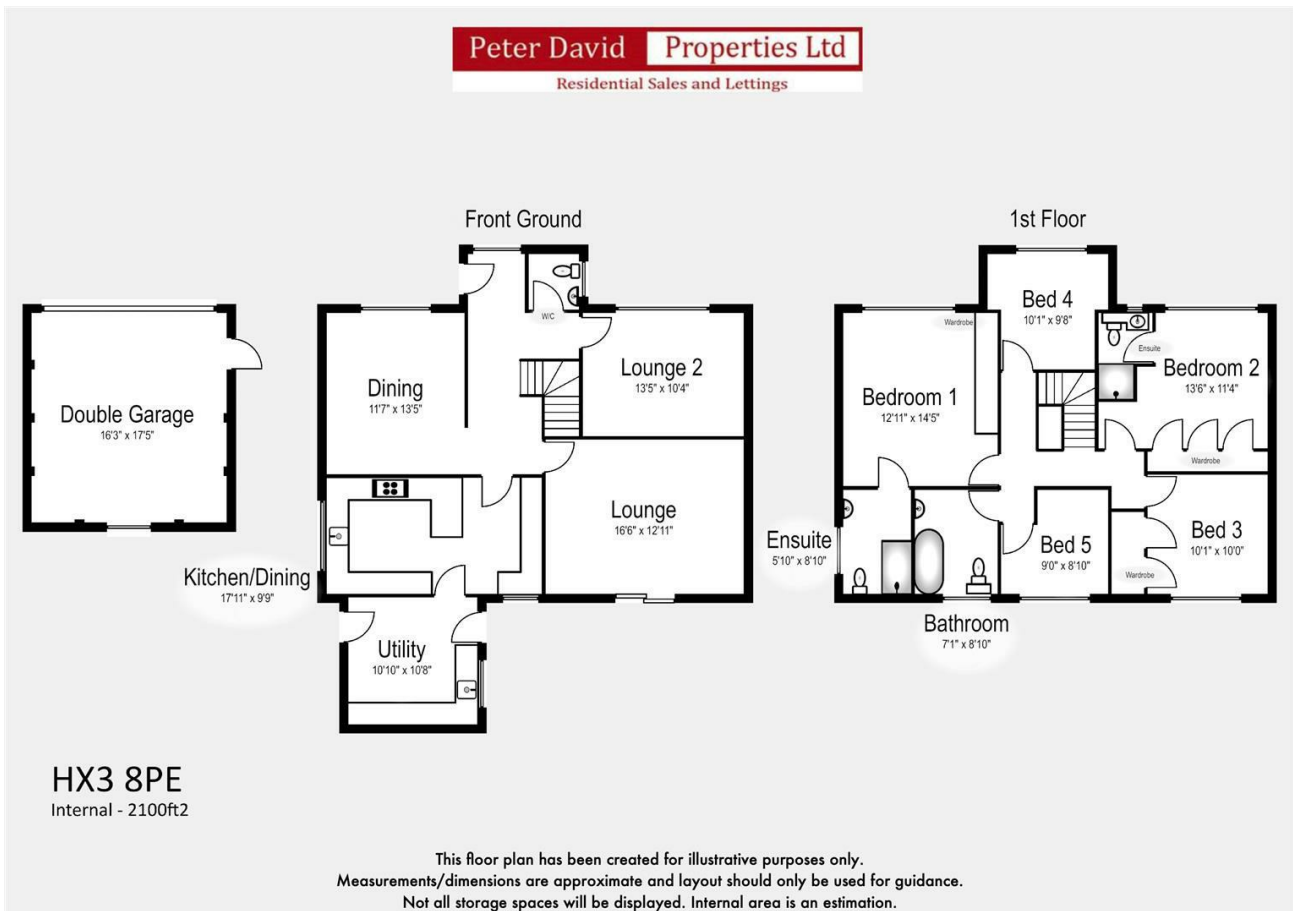 Peter David Properties Ltd
Residential Sales and Lettings
Front Ground
1st Floor
Double Garage
16'3" x 17'5"
Dining
11'7" x 13'5"
W/C
Lounge 2
13'5" x 10'4"
Lounge
16'6" x 12'11"
Kitchen/Dining
17'11" x 9'9"
Utility
10'10" x 10'8"
Bed 4
10'1" x 9'8"
Wardrobe
Bedroom 1
12'11" x 14'5"
Ensuite
Bedroom 2
13'6" x 11'4"
Wardrobe
Ensuite
5'10" x 8'10"
Bathroom
7'1" x 8'10"
Bed 5
9'0" x 8'10"
Bed 3
10'1" x 10'0"
Wardrobe
HX3 8PE
Internal - 2100ft2
This floor plan has been created for illustrative purposes only.
Measurements/dimensions are approximate and layout should only be used for guidance.
Not all storage spaces will be displayed. Internal area is an estimation.